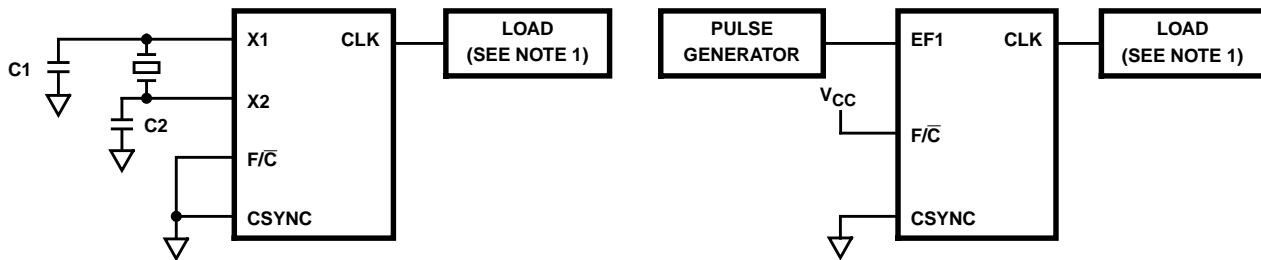 X1
CLK
LOAD
(SEE NOTE 1)
C1
X2
C2
F/C̅
CSYNC
PULSE
GENERATOR
EF1
CLK
LOAD
(SEE NOTE 1)
VCC
F/C̅
CSYNC